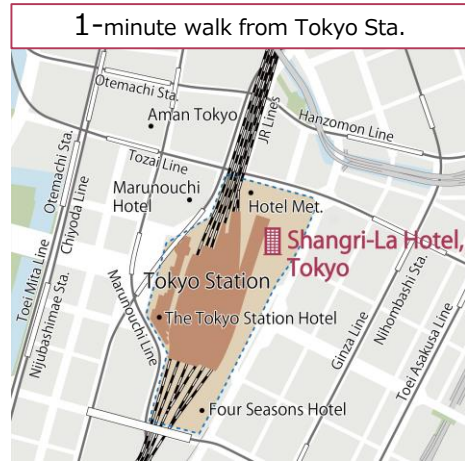 1-minute walk from Tokyo Sta.
Otemachi Sta.
Aman Tokyo
JR Lines
Hanzomon Line
Tozai Line
Otemachi Sta.
Chiyoda Line
Marunouchi
Hotel
Hotel Met.
Shangri-La Hotel,
Tokyo
Tokyo Station
Toei Mita Line
Nijubashimae Sta.
Marunouchi Line
The Tokyo Station Hotel
Ginza Line
Nihombashi Sta.
Toei Asakusa Line
Four Seasons Hotel